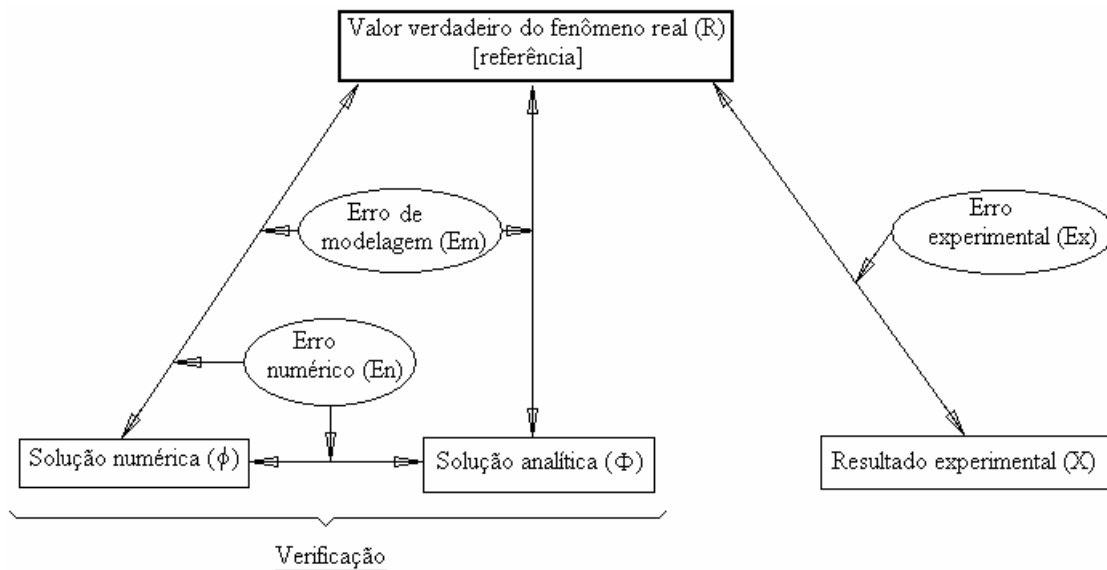 Valor verdadeiro do fenômeno real (R)
[referência]
Erro de
modelagem (Em)
Erro
experimental (Ex)
Erro
numérico (En)
Solução numérica (ϕ)
Solução analítica (Φ)
Resultado experimental (X)
Verificação